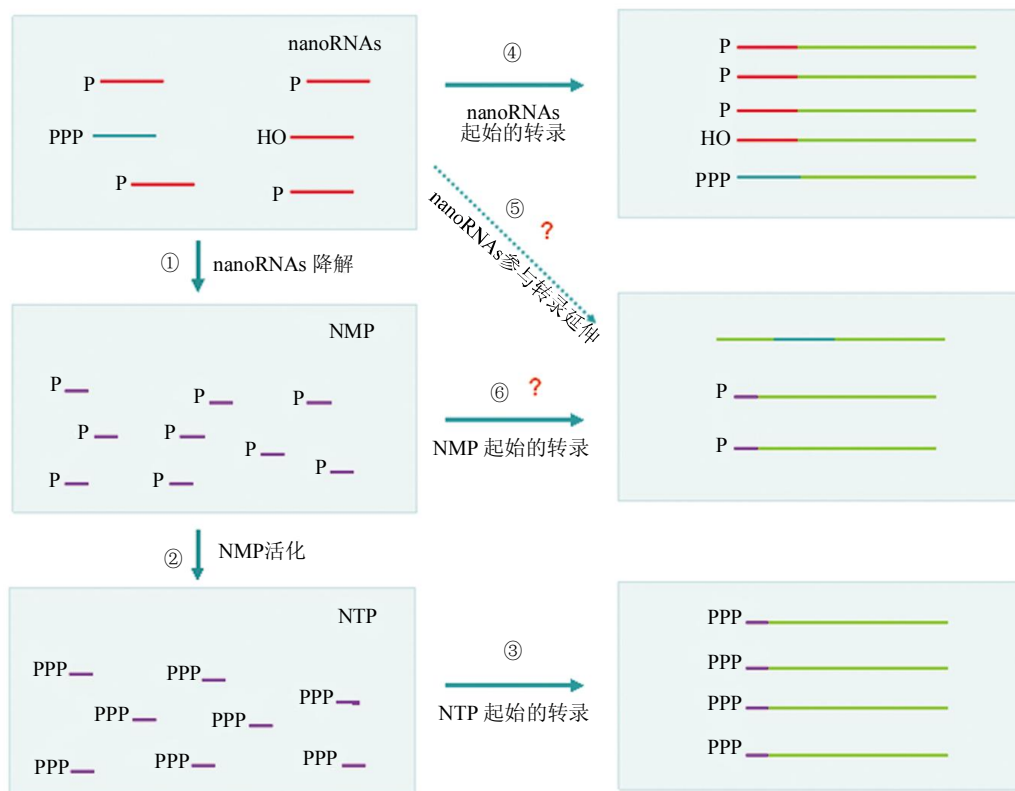 nanoRNAs
P
P
PPP
HO
P
P
④
nanoRNAs
起始的转录
P
P
P
HO
PPP
⑤
?
nanoRNAs参与转录延伸
①
nanoRNAs 降解
NMP
P
P
P
P
P
P
P
P
P
⑥
?
NMP 起始的转录
P
P
②
NMP活化
NTP
PPP
PPP
PPP
PPP
PPP
PPP
PPP
PPP
③
NTP 起始的转录
PPP
PPP
PPP
PPP